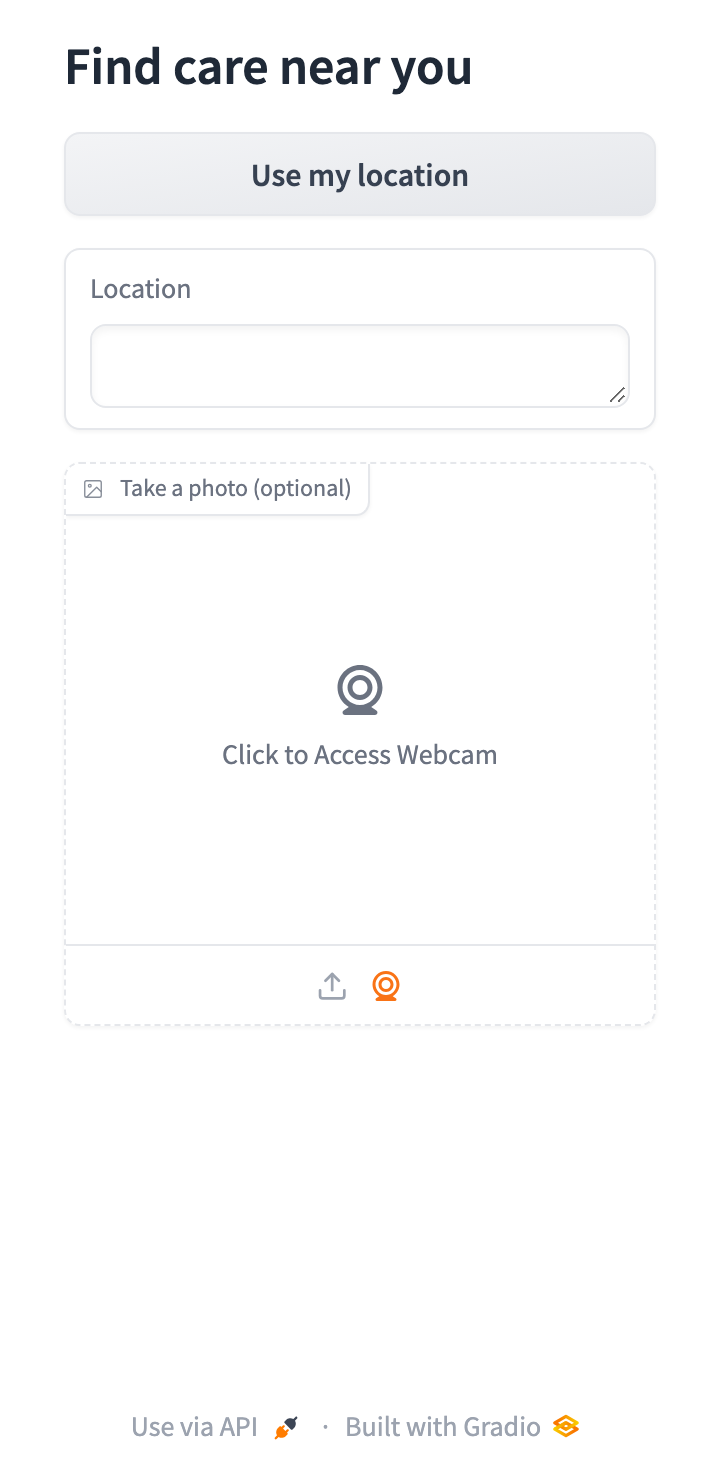 Find care near you
Use my location
Location
Take a photo (optional)
Click to Access Webcam
Use via API · Built with Gradio